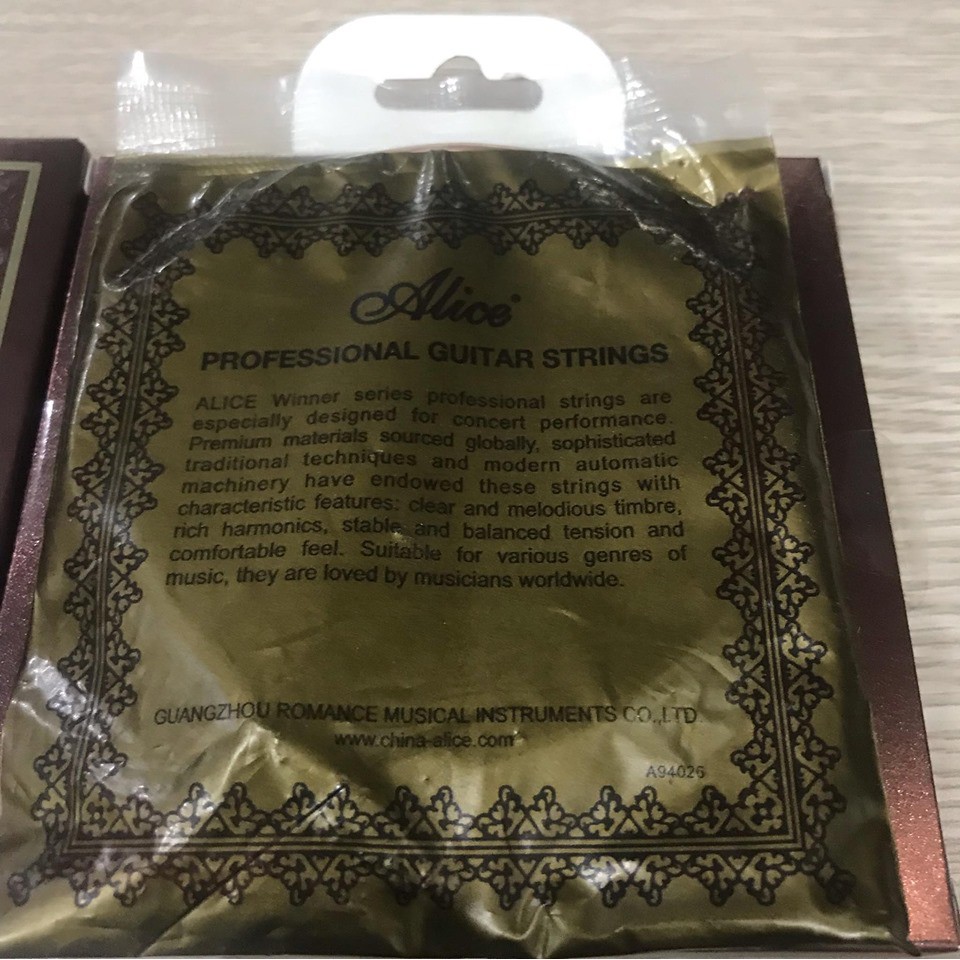 Alice®
PROFESSIONAL GUITAR STRINGS
ALICE Winner series professional strings are
especially designed for concert performance.
Premium materials sourced globally, sophisticated
traditional techniques and modern automatic
machinery have endowed these strings with
characteristic features: clear and melodious timbre,
rich harmonics, stable and balanced tension and
comfortable feel. Suitable for various genres of
music, they are loved by musicians worldwide.
GUANGZHOU ROMANCE MUSICAL INSTRUMENTS CO.,LTD.
www.china-alice.com
A94026